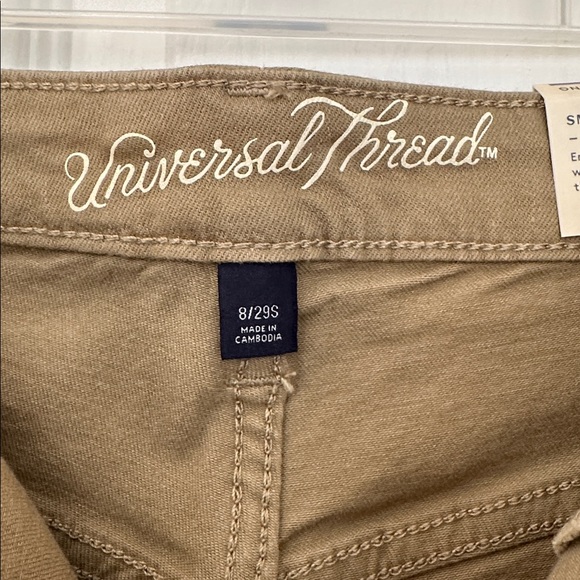 Universal Thread™
8/29S
MADE IN
CAMBODIA